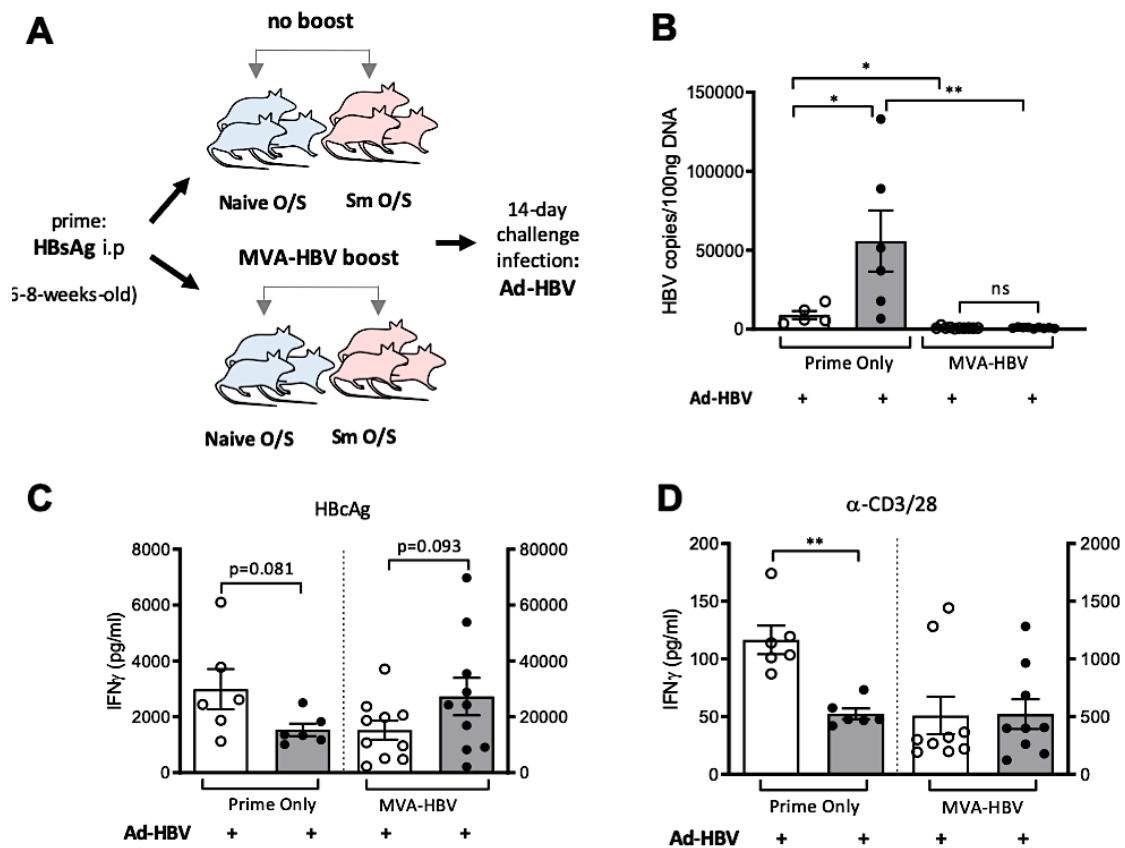 A
no boost
Naive O/S
Sm O/S
prime:
HBsAg i.p
-8-weeks-old)
MVA-HBV boost
14-day
challenge
infection:
Ad-HBV
Naive O/S
Sm O/S
B
HBV copies/100ng DNA
150000
100000
50000
0
*
*
**
ns
Prime Only
MVA-HBV
Ad-HBV + + + +
C
HBcAg
IFNγ (pg/ml)
8000
6000
4000
2000
0
p=0.081
p=0.093
80000
60000
40000
20000
0
Prime Only
MVA-HBV
Ad-HBV + + + +
D
α-CD3/28
IFNγ (pg/ml)
200
150
100
50
0
**
2000
1500
1000
500
0
Prime Only
MVA-HBV
Ad-HBV + + + +